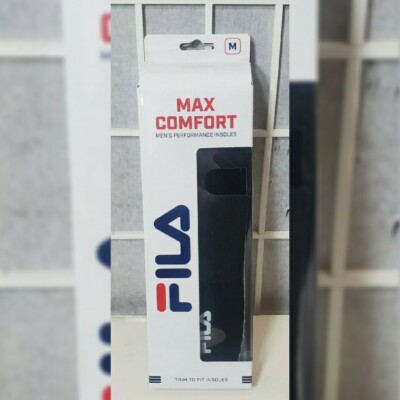 M
MAX
COMFORT
MEN'S PERFORMANCE INSOLES
FILA
FILA
TRIM TO FIT INSOLES